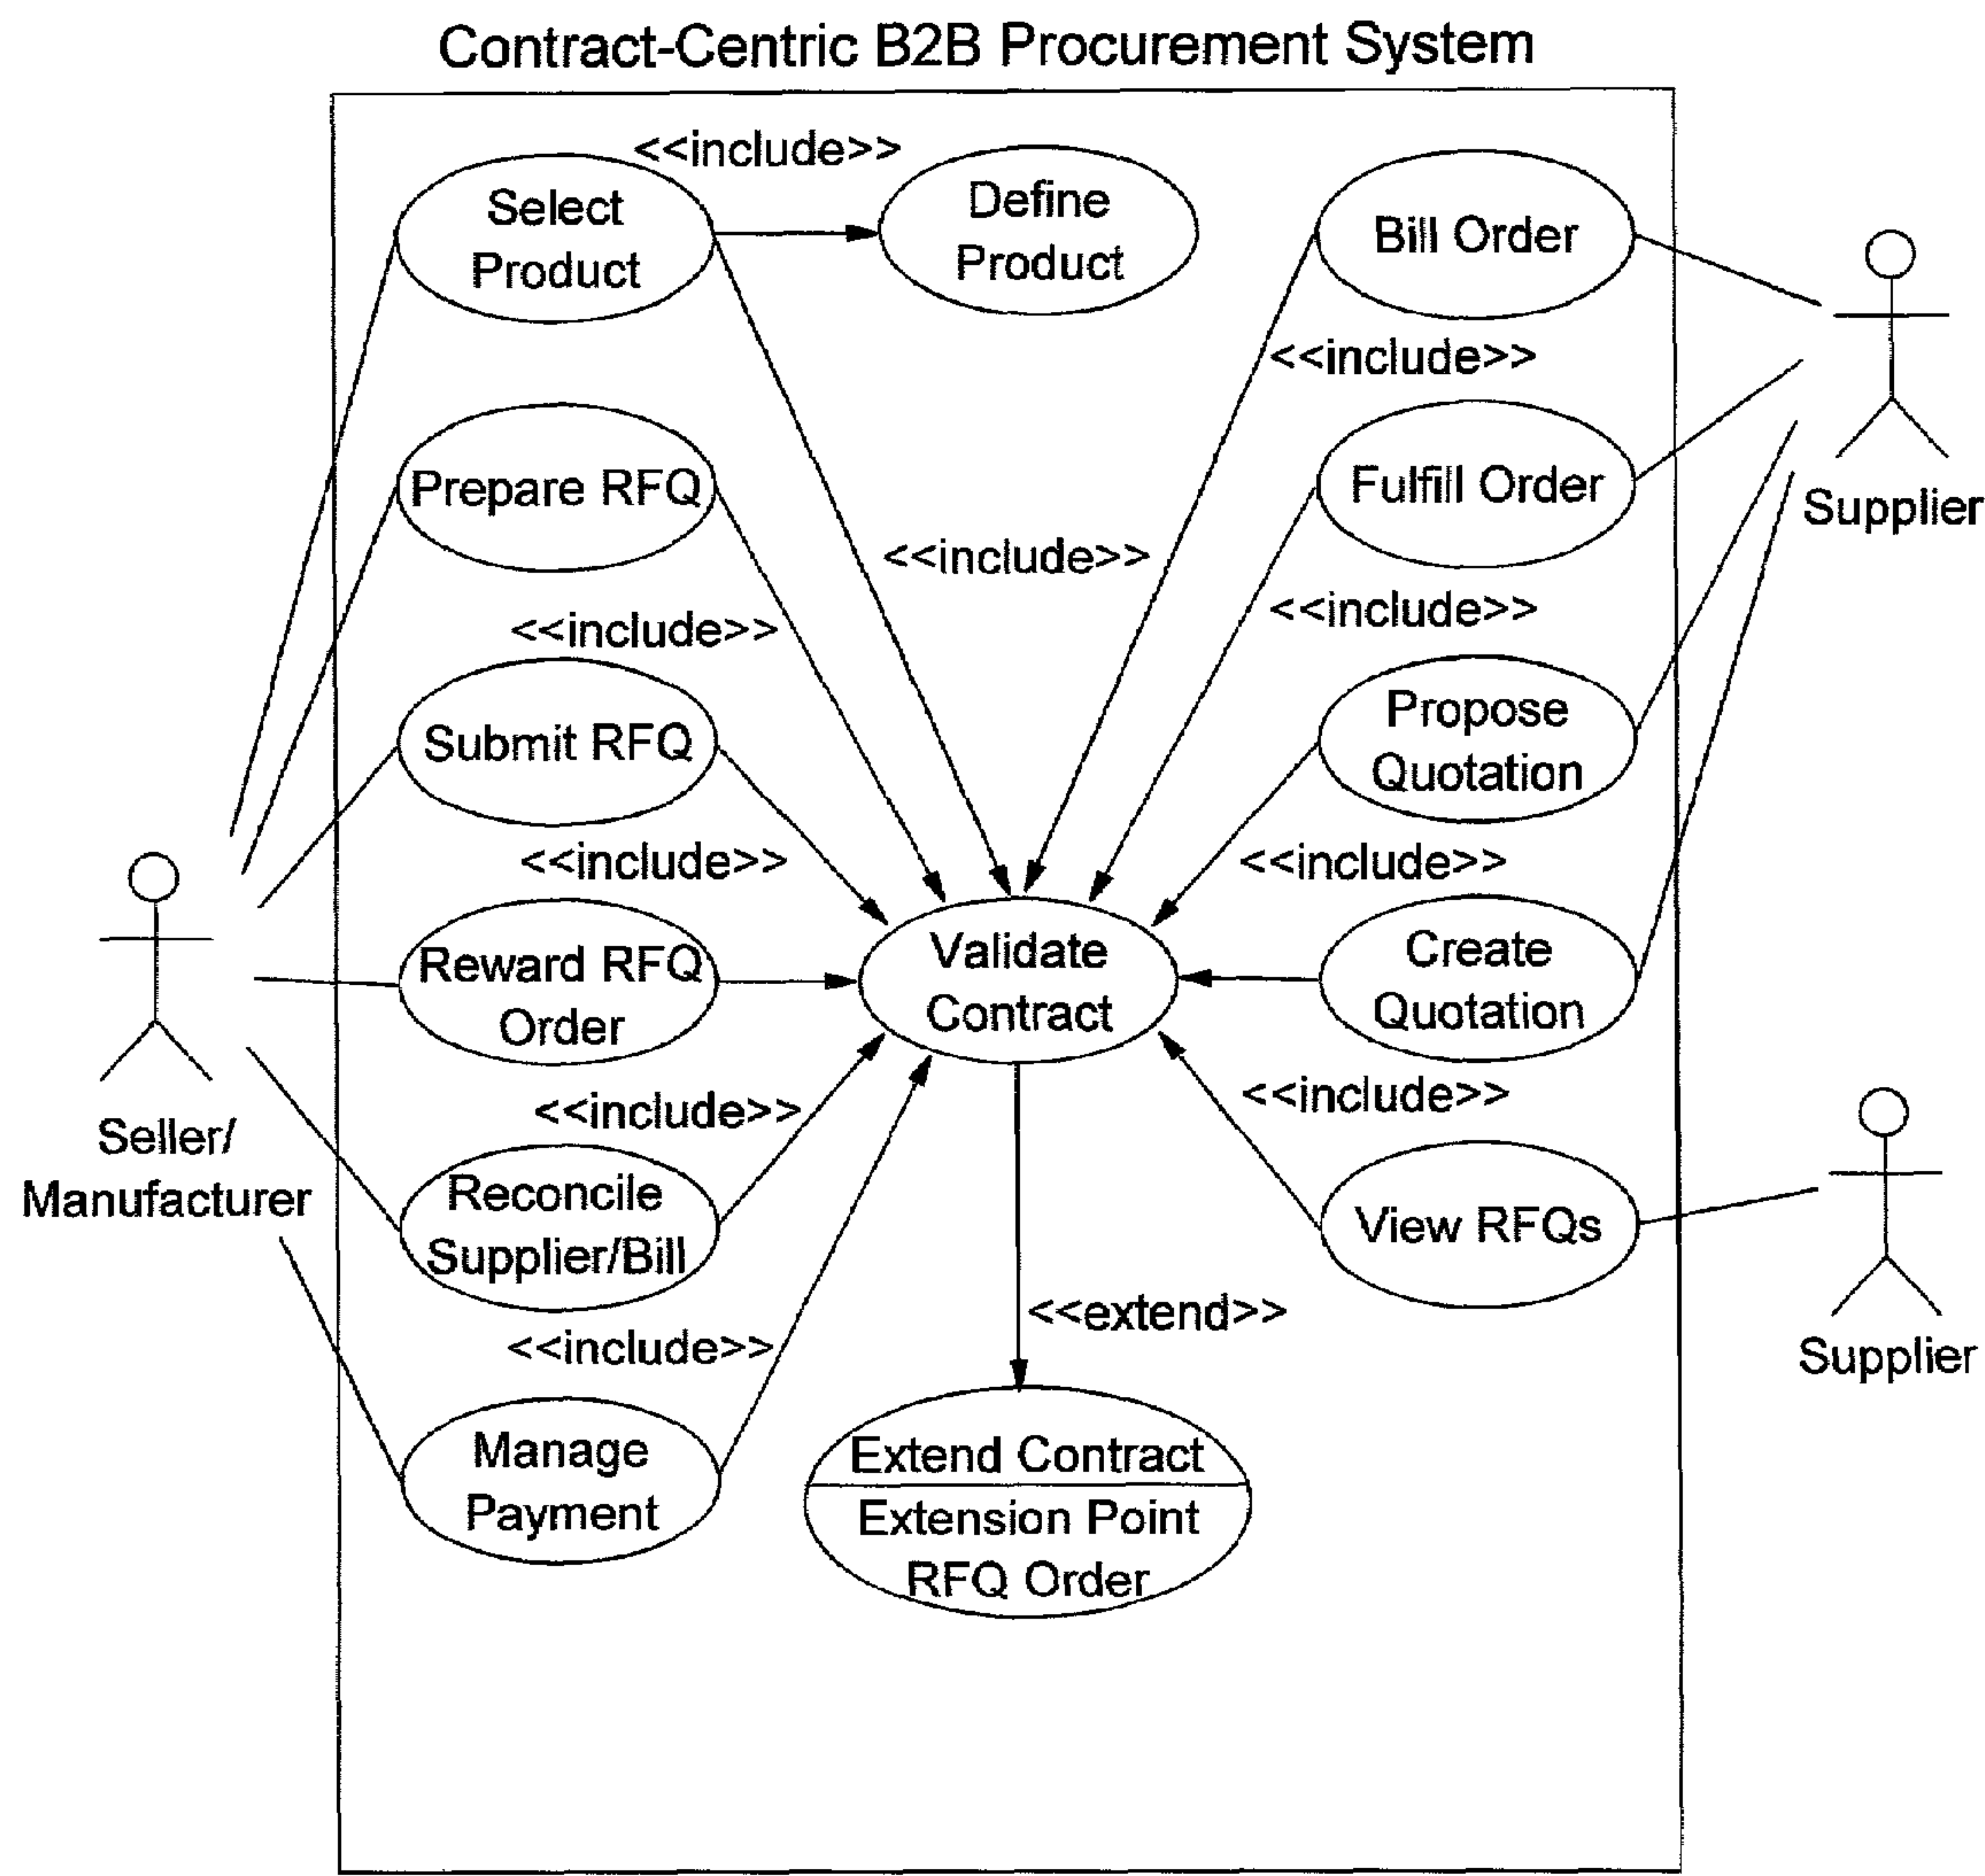 Contract-Centric B2B Procurement System
<<include>>
Select
Product
Define
Product
Bill Order
<<include>>
Prepare RFQ
Fulfill Order
Supplier
<<include>>
<<include>>
<<include>>
Submit RFQ
Propose
Quotation
<<include>>
<<include>>
Reward RFQ
Order
Validate
Contract
Create
Quotation
Seller/
Manufacturer
<<include>>
<<include>>
Reconcile
Supplier/Bill
View RFQs
<<extend>>
<<include>>
Supplier
Manage
Payment
Extend Contract
Extension Point
RFQ Order